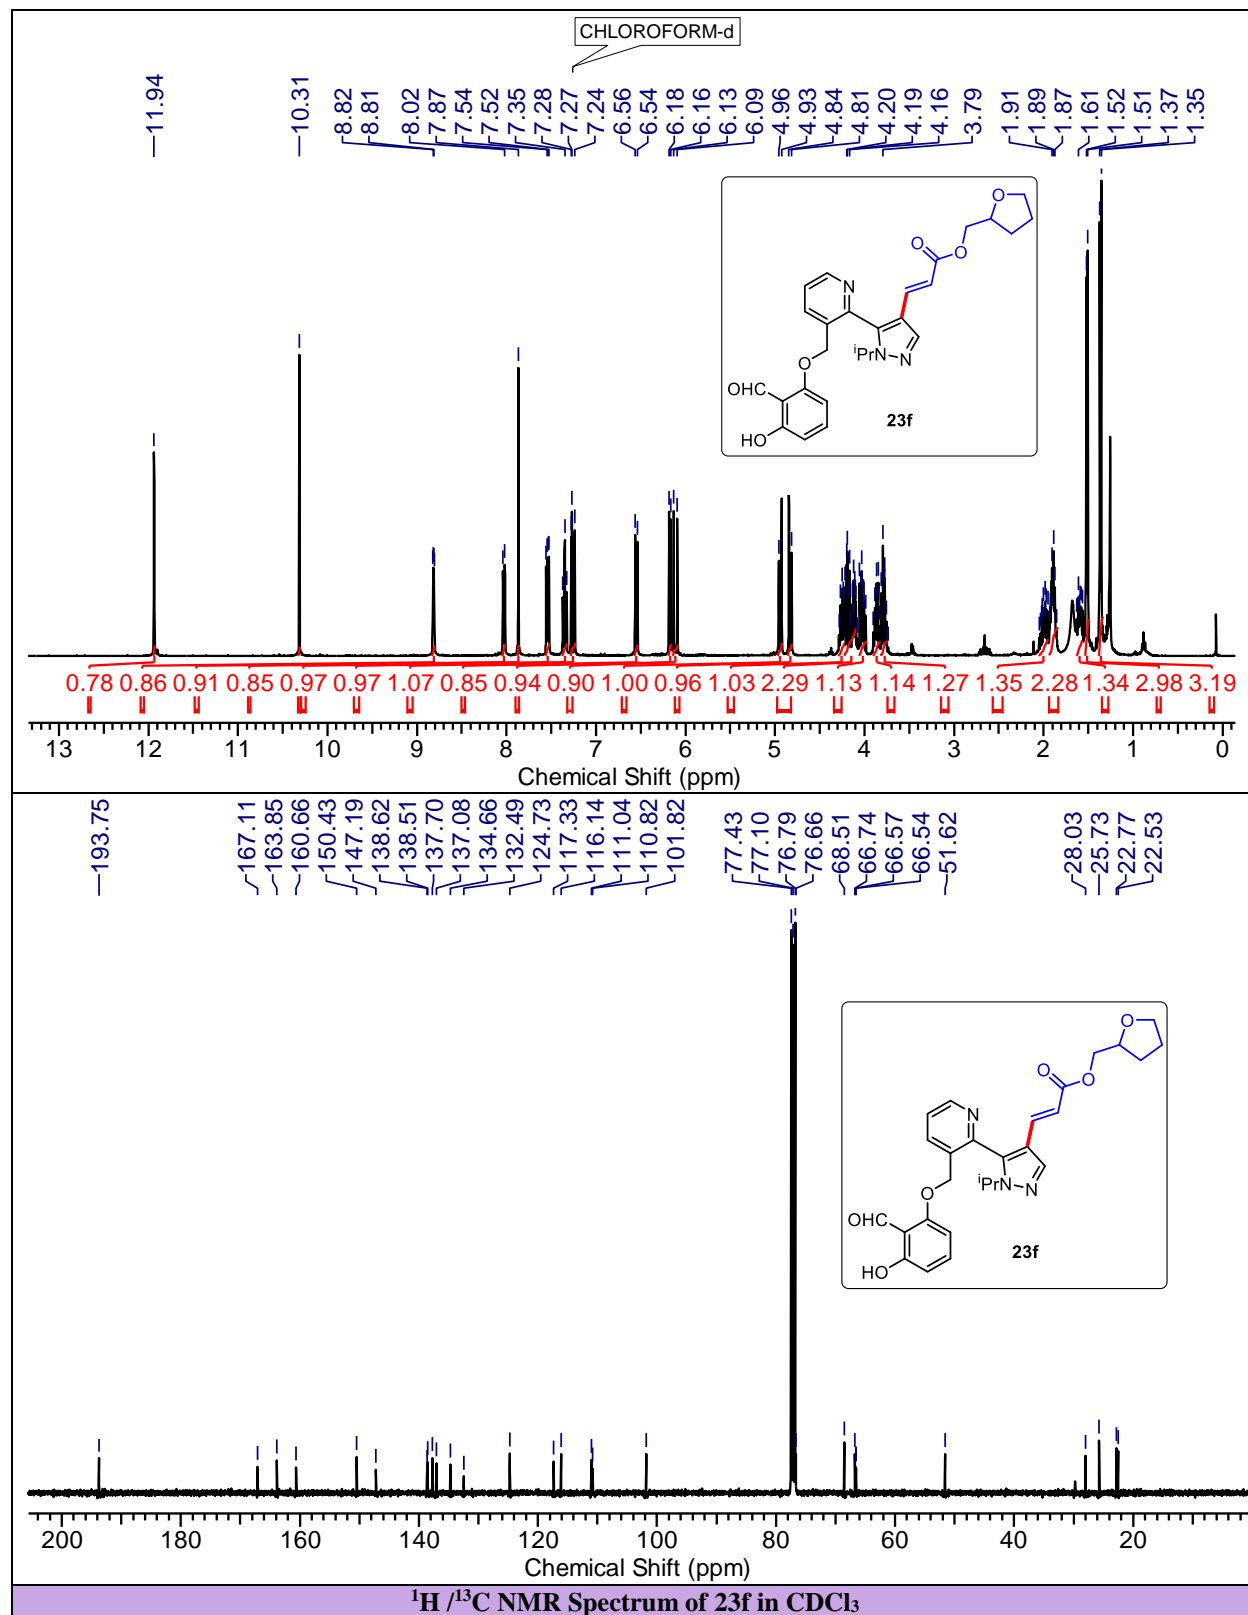 CHLOROFORM-d
11.94
10.31
8.82
8.81
8.02
7.87
7.54
7.52
7.35
7.28
7.27
7.24
6.56
6.54
6.18
6.16
6.13
6.09
4.96
4.93
4.84
4.81
4.20
4.19
4.16
3.79
1.91
1.89
1.87
1.61
1.52
1.51
1.37
1.35
O
O
O
N
iPr
N
N
O
OHC
HO
23f
0.78 0.86 0.91 0.85 0.97 0.97 1.07 0.85 0.94 0.90 1.00 0.96 1.03 2.29 1.13 1.14 1.27 1.35 2.28 1.34 2.98 3.19
13 12 11 10 9 8 7 6 5 4 3 2 1 0
Chemical Shift (ppm)
193.75
167.11
163.85
160.66
150.43
147.19
138.62
138.51
137.70
137.08
134.66
132.49
124.73
117.33
116.14
111.04
110.82
101.82
77.43
77.10
76.79
76.66
68.51
66.74
66.57
66.54
51.62
28.03
25.73
22.77
22.53
O
O
O
N
iPr
N
N
O
OHC
HO
23f
200 180 160 140 120 100 80 60 40 20
Chemical Shift (ppm)
¹H /¹³C NMR Spectrum of 23f in CDCl₃